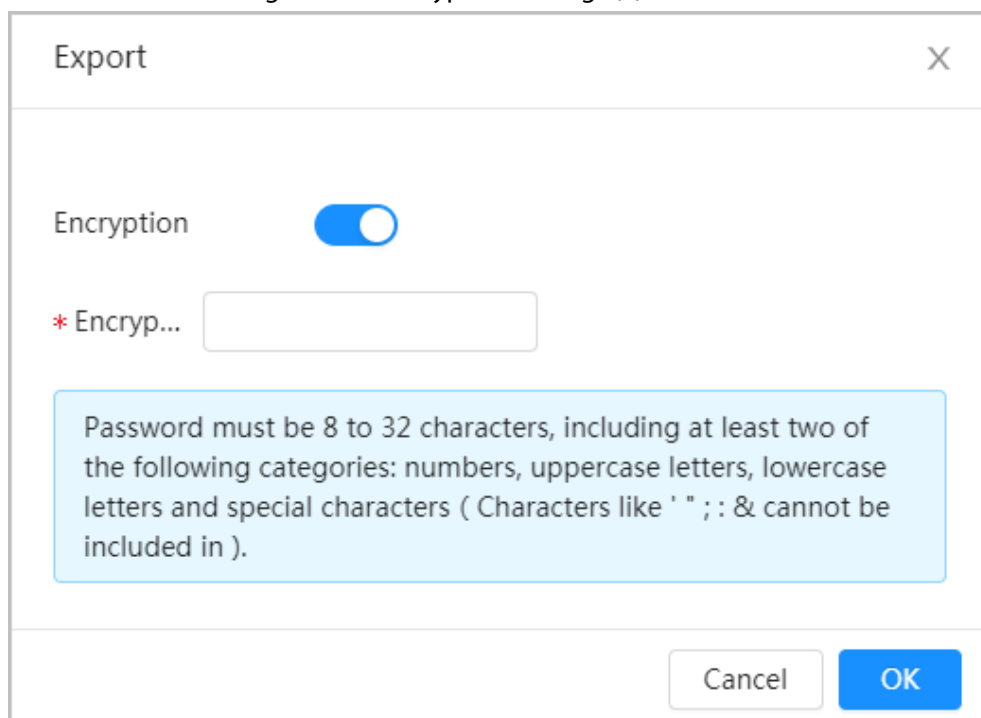 Export
X
Encryption
* Encryp...
Password must be 8 to 32 characters, including at least two of
the following categories: numbers, uppercase letters, lowercase
letters and special characters ( Characters like ' " ; : & cannot be
included in ).
Cancel OK